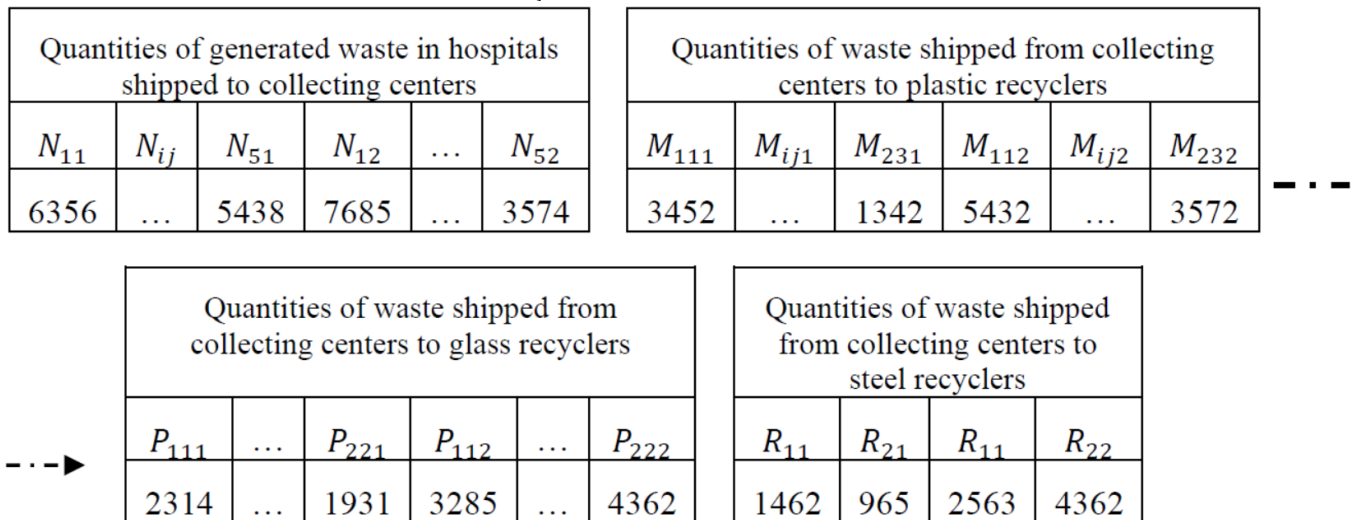 Quantities of generated waste in hospitals
shipped to collecting centers
N₁₁ Nᵢⱼ N₅₁ N₁₂ … N₅₂
6356 … 5438 7685 … 3574
Quantities of waste shipped from collecting
centers to plastic recyclers
M₁₁₁ Mᵢⱼ₁ M₂₃₁ M₁₁₂ Mᵢⱼ₂ M₂₃₂
3452 … 1342 5432 … 3572
Quantities of waste shipped from
collecting centers to glass recyclers
P₁₁₁ … P₂₂₁ P₁₁₂ … P₂₂₂
2314 … 1931 3285 … 4362
Quantities of waste shipped
from collecting centers to
steel recyclers
R₁₁ R₂₁ R₁₁ R₂₂
1462 965 2563 4362